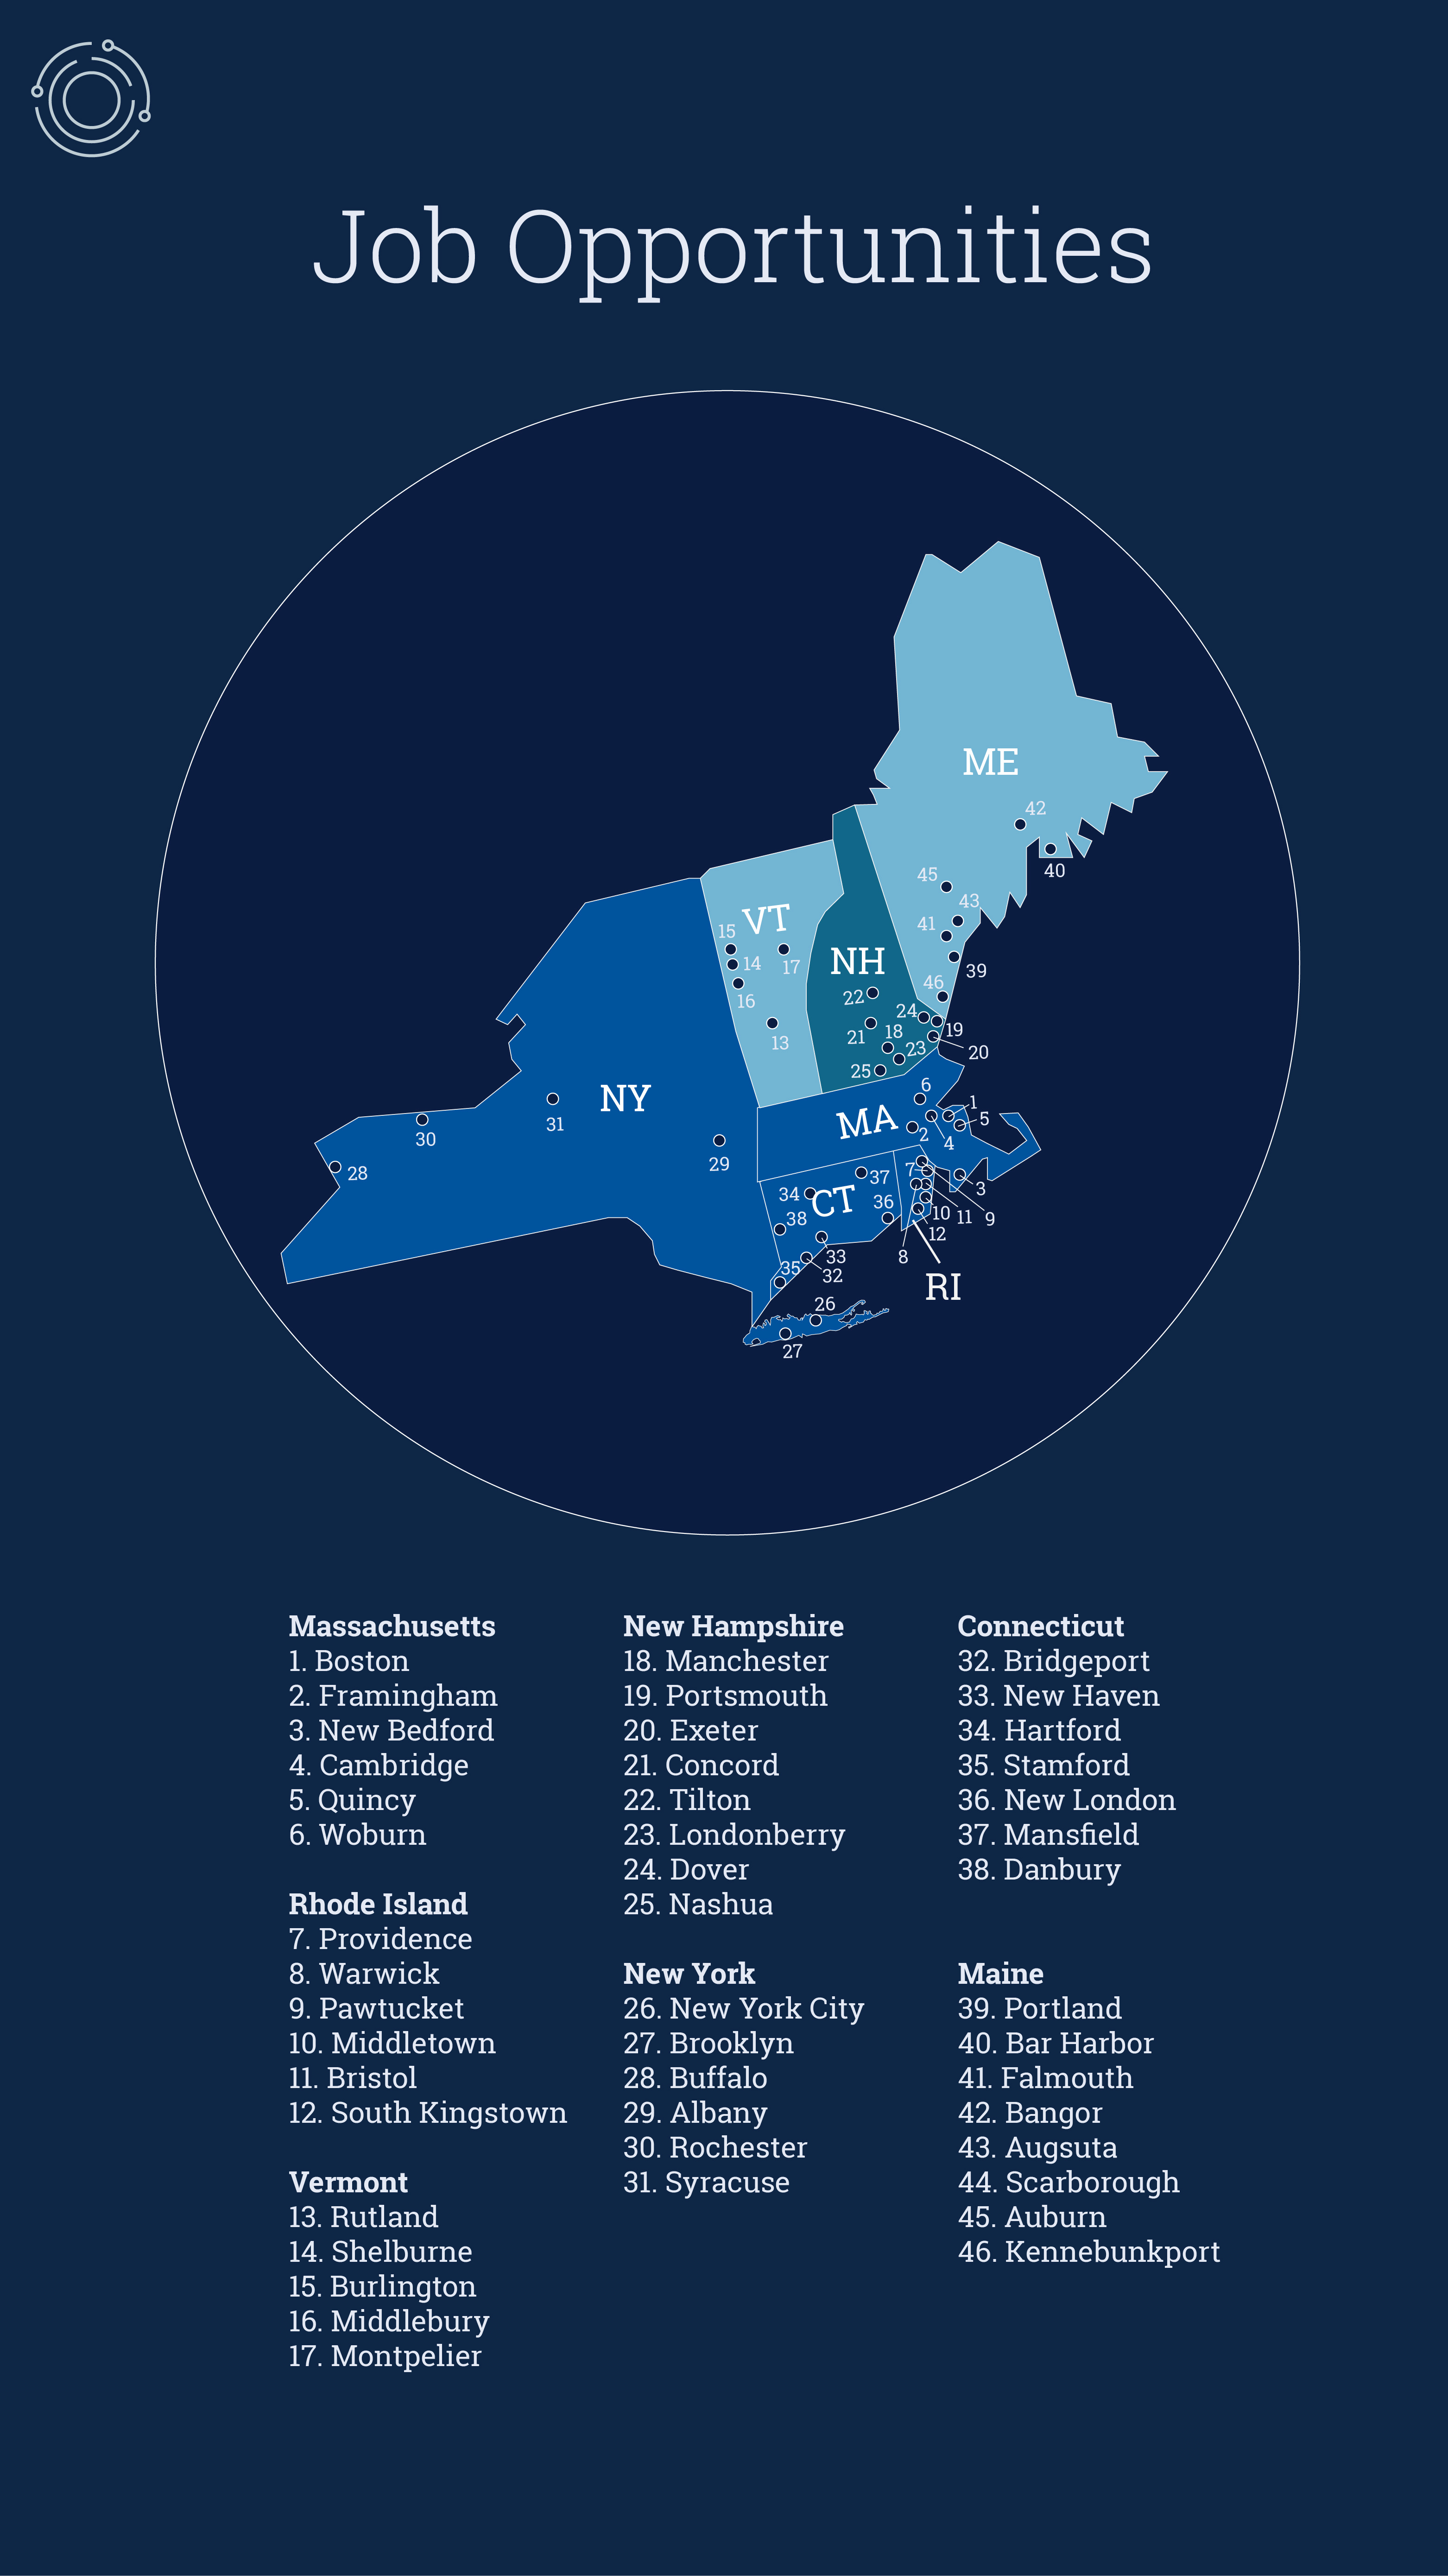 Job Opportunities
ME
42
40
45
43
41
39
VT
15
14
17
16
13
NH
46
22
24
19
21
18
23
20
25
NY
6
MA
1
5
2
4
31
30
29
28
7
3
37
34
CT
36
38
10
11
9
12
33
8
35
32
RI
26
27
Massachusetts
1. Boston
2. Framingham
3. New Bedford
4. Cambridge
5. Quincy
6. Woburn
Rhode Island
7. Providence
8. Warwick
9. Pawtucket
10. Middletown
11. Bristol
12. South Kingstown
Vermont
13. Rutland
14. Shelburne
15. Burlington
16. Middlebury
17. Montpelier
New Hampshire
18. Manchester
19. Portsmouth
20. Exeter
21. Concord
22. Tilton
23. Londonberry
24. Dover
25. Nashua
New York
26. New York City
27. Brooklyn
28. Buffalo
29. Albany
30. Rochester
31. Syracuse
Connecticut
32. Bridgeport
33. New Haven
34. Hartford
35. Stamford
36. New London
37. Mansfield
38. Danbury
Maine
39. Portland
40. Bar Harbor
41. Falmouth
42. Bangor
43. Augsuta
44. Scarborough
45. Auburn
46. Kennebunkport